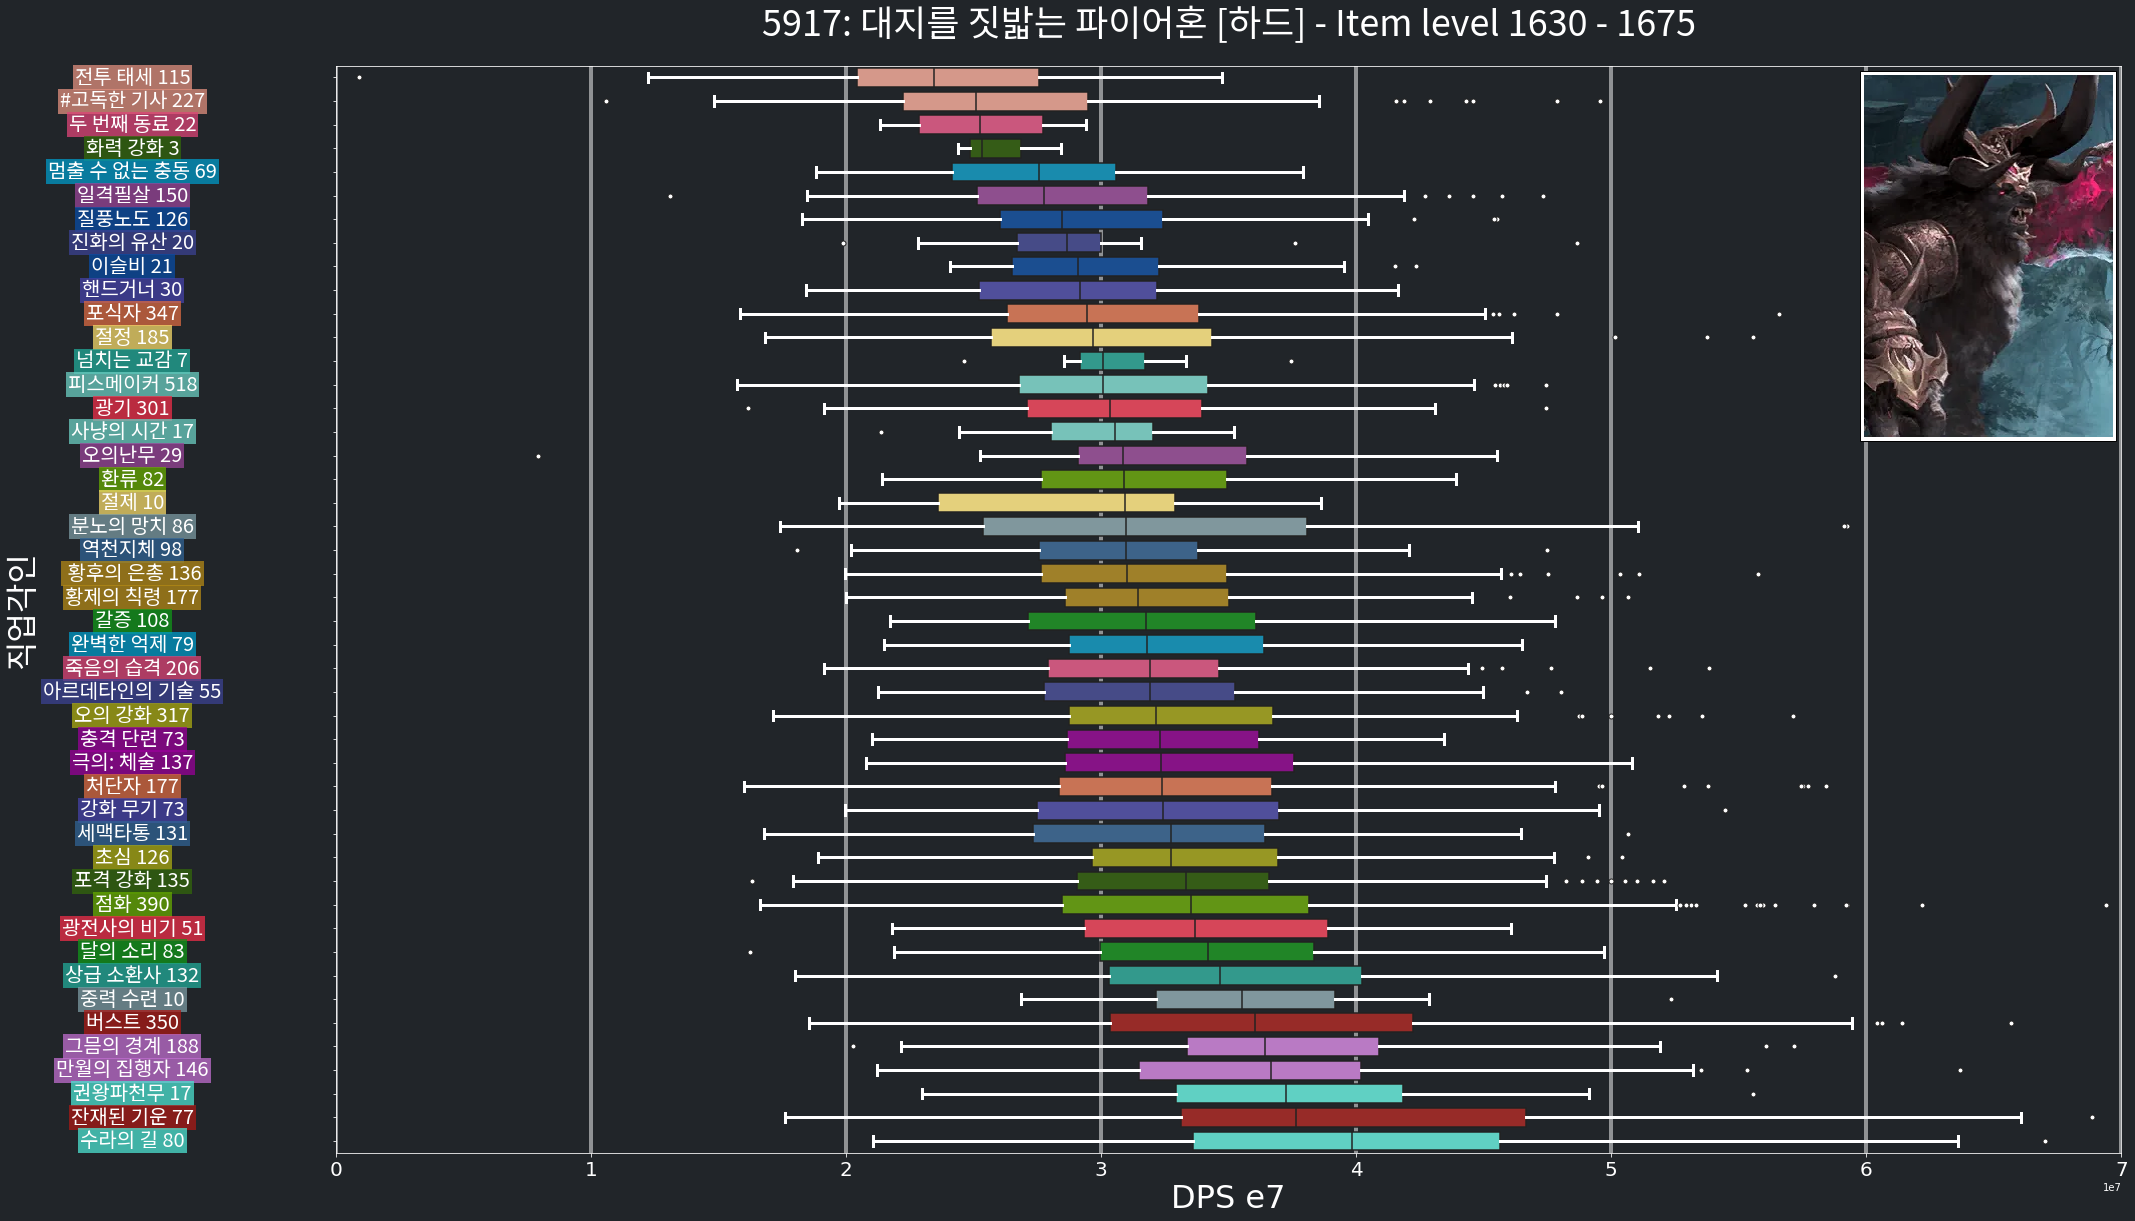 5917: 대지를 짓밟는 파이어혼 [하드] - Item level 1630 - 1675
직업각인
전투 태세 115
#고독한 기사 227
두 번째 동료 22
화력 강화 3
멈출 수 없는 충동 69
일격필살 150
질풍노도 126
진화의 유산 20
이슬비 21
핸드거너 30
포식자 347
절정 185
넘치는 교감 7
피스메이커 518
광기 301
사냥의 시간 17
오의난무 29
환류 82
절제 10
분노의 망치 86
역천지체 98
황후의 은총 136
황제의 칙령 177
갈증 108
완벽한 억제 79
죽음의 습격 206
아르데타인의 기술 55
오의 강화 317
충격 단련 73
극의: 체술 137
처단자 177
강화 무기 73
세맥타통 131
초심 126
포격 강화 135
점화 390
광전사의 비기 51
달의 소리 83
상급 소환사 132
중력 수련 10
버스트 350
그믐의 경계 188
만월의 집행자 146
권왕파천무 17
잔재된 기운 77
수라의 길 80
0 1 2 3 4 5 6 7
1e7
DPS e7